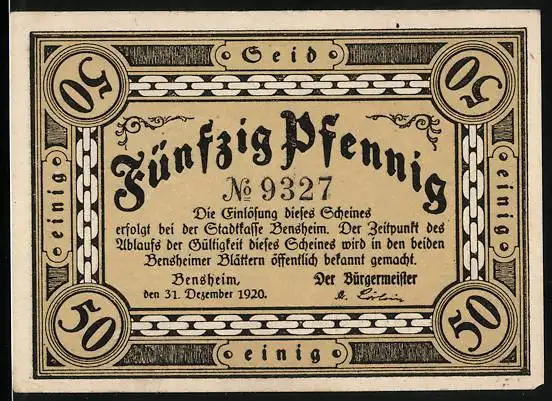 Seid
50 50
Fünfzig Pfennig
№ 9327
Die Einlösung dieses Scheines
erfolgt bei der Stadtkasse Bensheim. Der Zeitpunkt des
Ablaufs der Gültigkeit dieses Scheines wird in den beiden
Bensheimer Blättern öffentlich bekannt gemacht.
Bensheim, Der Bürgermeister
den 31. Dezember 1920.
einig
einig
50 50
einig